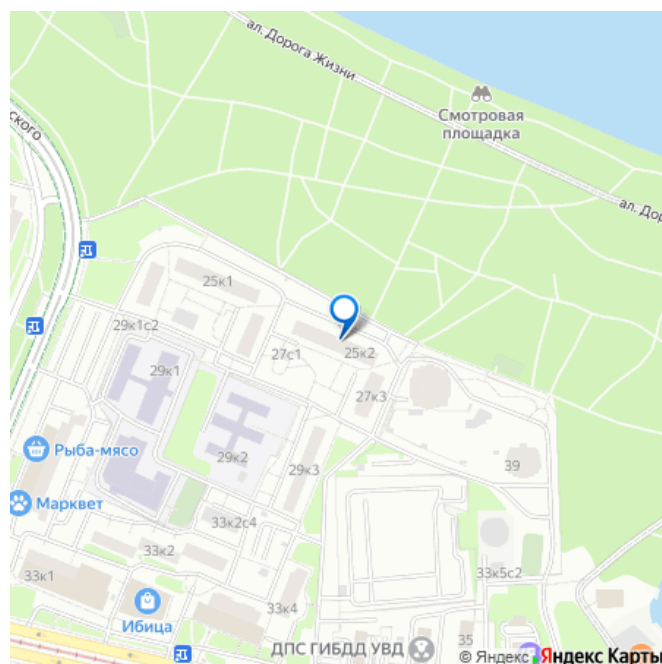 ал. Дорога Жизни
Смотровая
площадка
ского
ал. Доро
25к1
29к1с2
27с1
25к2
29к1
27к3
Рыба-мясо
29к2
29к3
39
Марквет
33к2с4
33к2
33к1
33к5с2
Ибица
33к4
ДПС ГИБДД УВД
35
© Яндекс Яндекс Карты